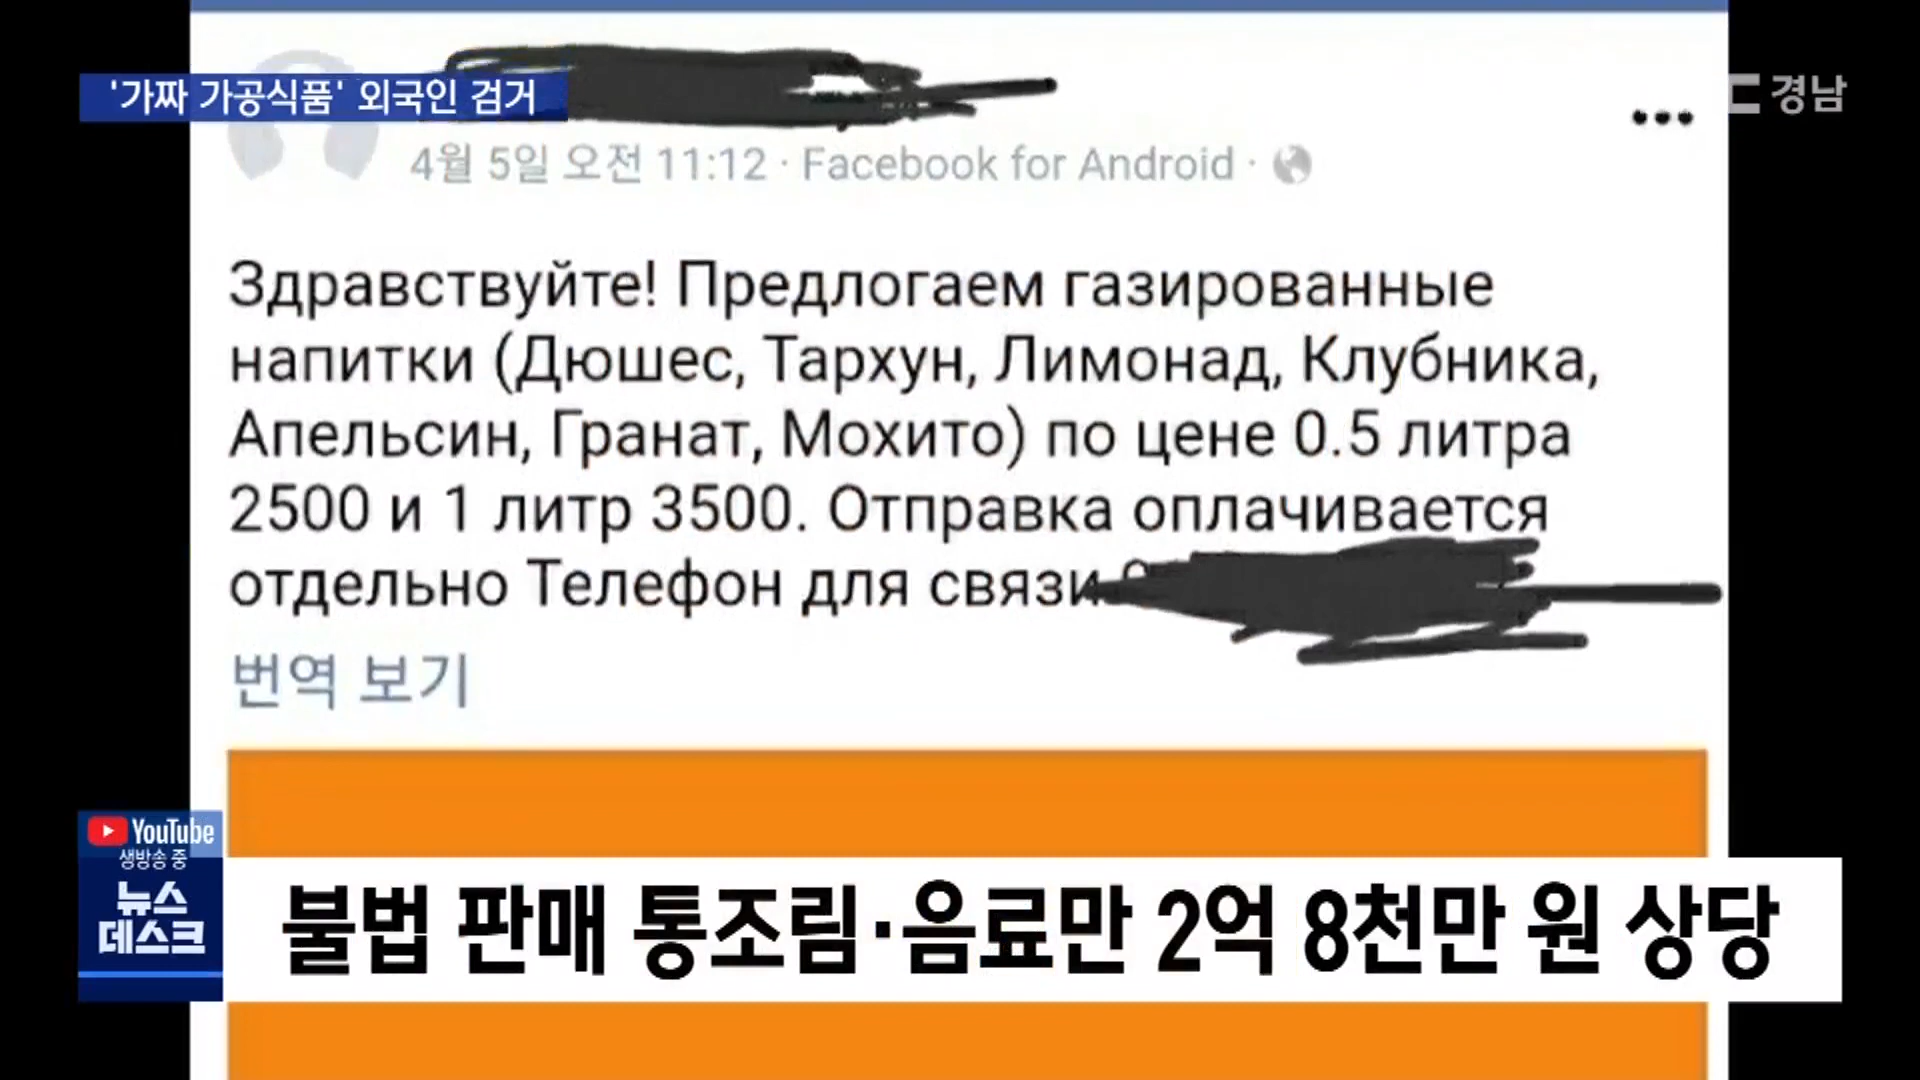 '가짜 가공식품' 외국인 검거
경남
4월 5일 오전 11:12 · Facebook for Android ·
Здравствуйте! Предлогаем газированные
напитки (Дюшес, Тархун, Лимонад, Клубника,
Апельсин, Гранат, Мохито) по цене 0.5 литра
2500 и 1 литр 3500. Отправка оплачивается
отдельно Телефон для связи
번역 보기
YouTube
생방송 중
뉴스
데스크
불법 판매 통조림·음료만 2억 8천만 원 상당